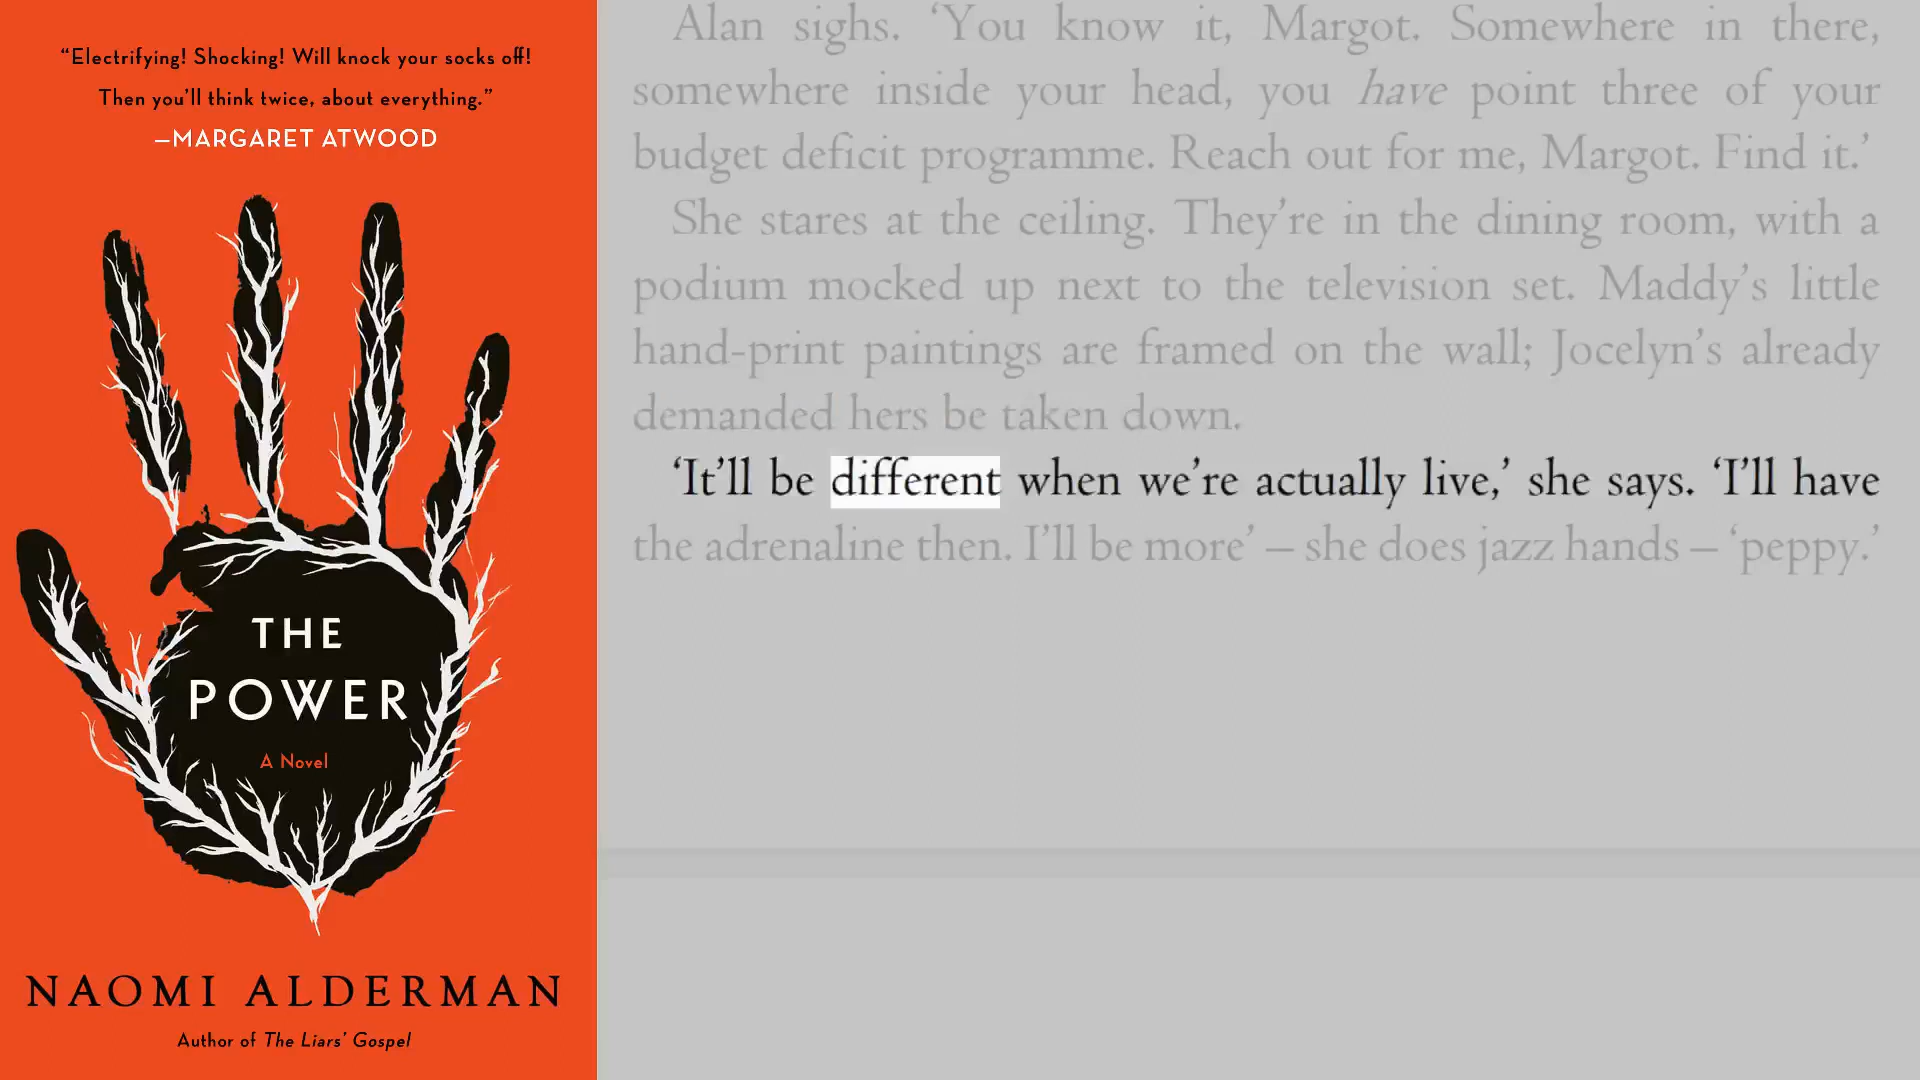 “Electrifying! Shocking! Will knock your socks off!
Then you’ll think twice, about everything.”
—MARGARET ATWOOD
THE
POWER
A Novel
NAOMI ALDERMAN
Author of The Liars’ Gospel
Alan sighs. ‘You know it, Margot. Somewhere in there,
somewhere inside your head, you have point three of your
budget deficit programme. Reach out for me, Margot. Find it.’
She stares at the ceiling. They’re in the dining room, with a
podium mocked up next to the television set. Maddy’s little
hand-print paintings are framed on the wall; Jocelyn’s already
demanded hers be taken down.
‘It’ll be different when we’re actually live,’ she says. ‘I’ll have
the adrenaline then. I’ll be more’ – she does jazz hands – ‘peppy.’